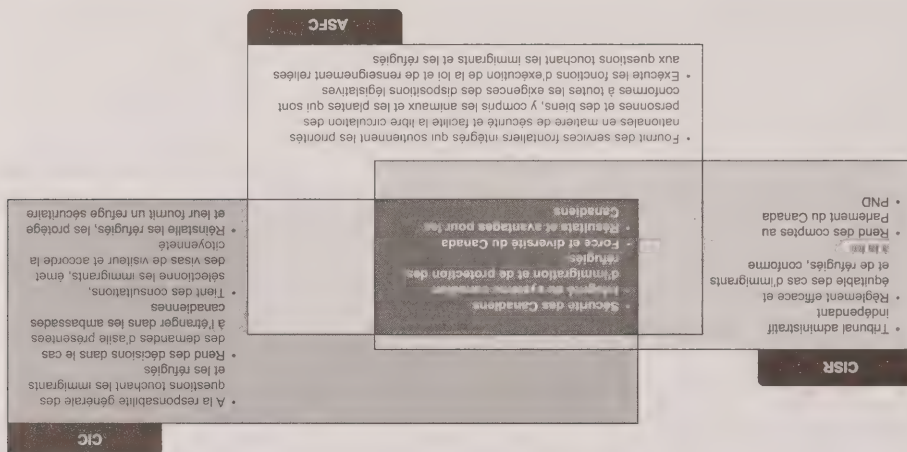 CIC
• A la responsabilité générale des
questions touchant les immigrants
et les réfugiés
• Rend des décisions dans le cas
des demandes d'asile présentées
à l'étranger dans les ambassades
canadiennes
• Tient des consultations,
sélectionne les immigrants, émet
des visas de visiteur et accorde la
citoyenneté
• Réinstalle les réfugiés, les protège
et leur fournit un refuge sécuritaire
CISR
• Tribunal administratif
indépendant
• Règlement efficace et
équitable des cas d'immigrants
et de réfugiés, conforme
à la loi
• Rend des comptes au
Parlement du Canada
PND
• Sécurité des Canadiens
• Intégrité du système canadien
d'immigration et de protection des
réfugiés
• Force et diversité du Canada
• Résultats et avantages pour les
Canadiens
• Fournit des services frontaliers intégrés qui soutiennent les priorités
nationales en matière de sécurité et facilite la libre circulation des
personnes et des biens, y compris les animaux et les plantes qui sont
conformes à toutes les exigences des dispositions législatives
• Exécute les fonctions d'exécution de la loi et de renseignement reliées
aux questions touchant les immigrants et les réfugiés
ASFC